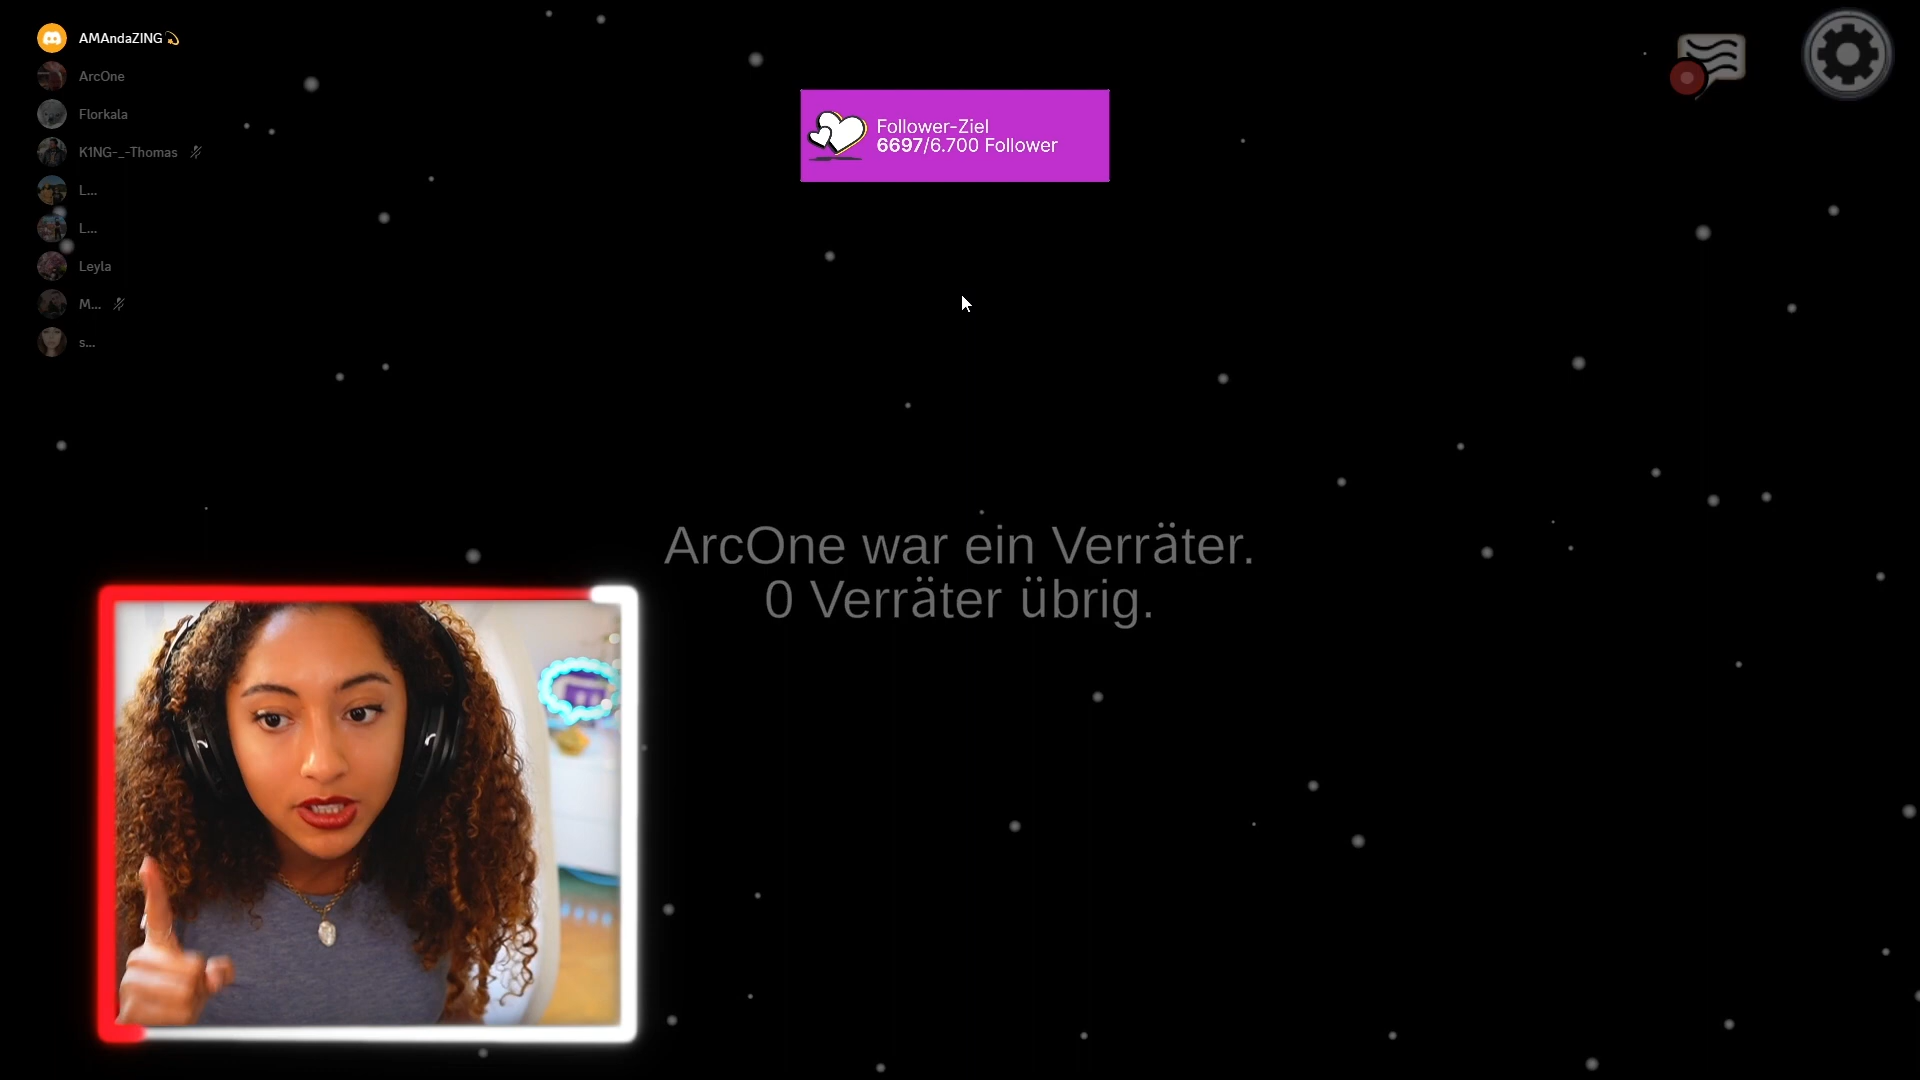 AMAndaZING
ArcOne
Florkala
K1NG-_-Thomas
L...
L...
Leyla
M...
s...
Follower-Ziel
6697/6.700 Follower
ArcOne war ein Verräter.
0 Verräter übrig.